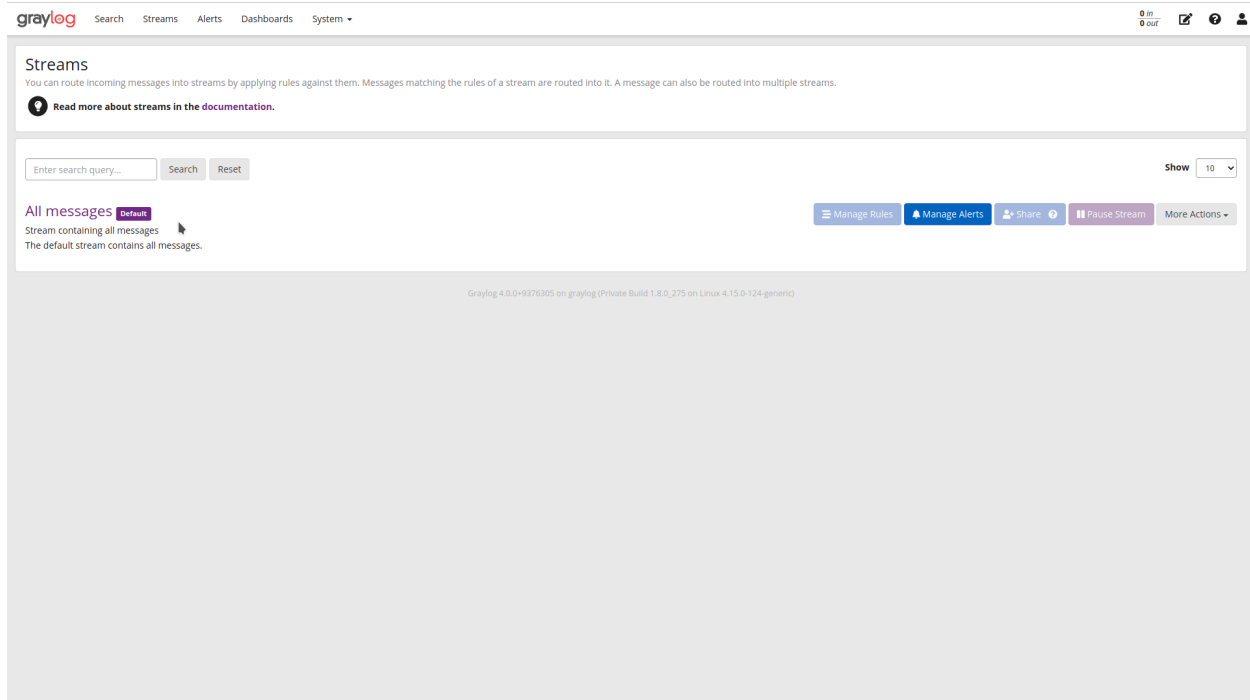 graylog Search Streams Alerts Dashboards System 0 in
0 out
Streams
You can route incoming messages into streams by applying rules against them. Messages matching the rules of a stream are routed into it. A message can also be routed into multiple streams.
Read more about streams in the documentation.
Enter search query... Search Reset Show 10
All messages Default Manage Rules Manage Alerts Share Pause Stream More Actions
Stream containing all messages
The default stream contains all messages.
Graylog 4.0.0+9376305 on graylog (Private Build 1.8.0_275 on Linux 4.15.0-124-generic)